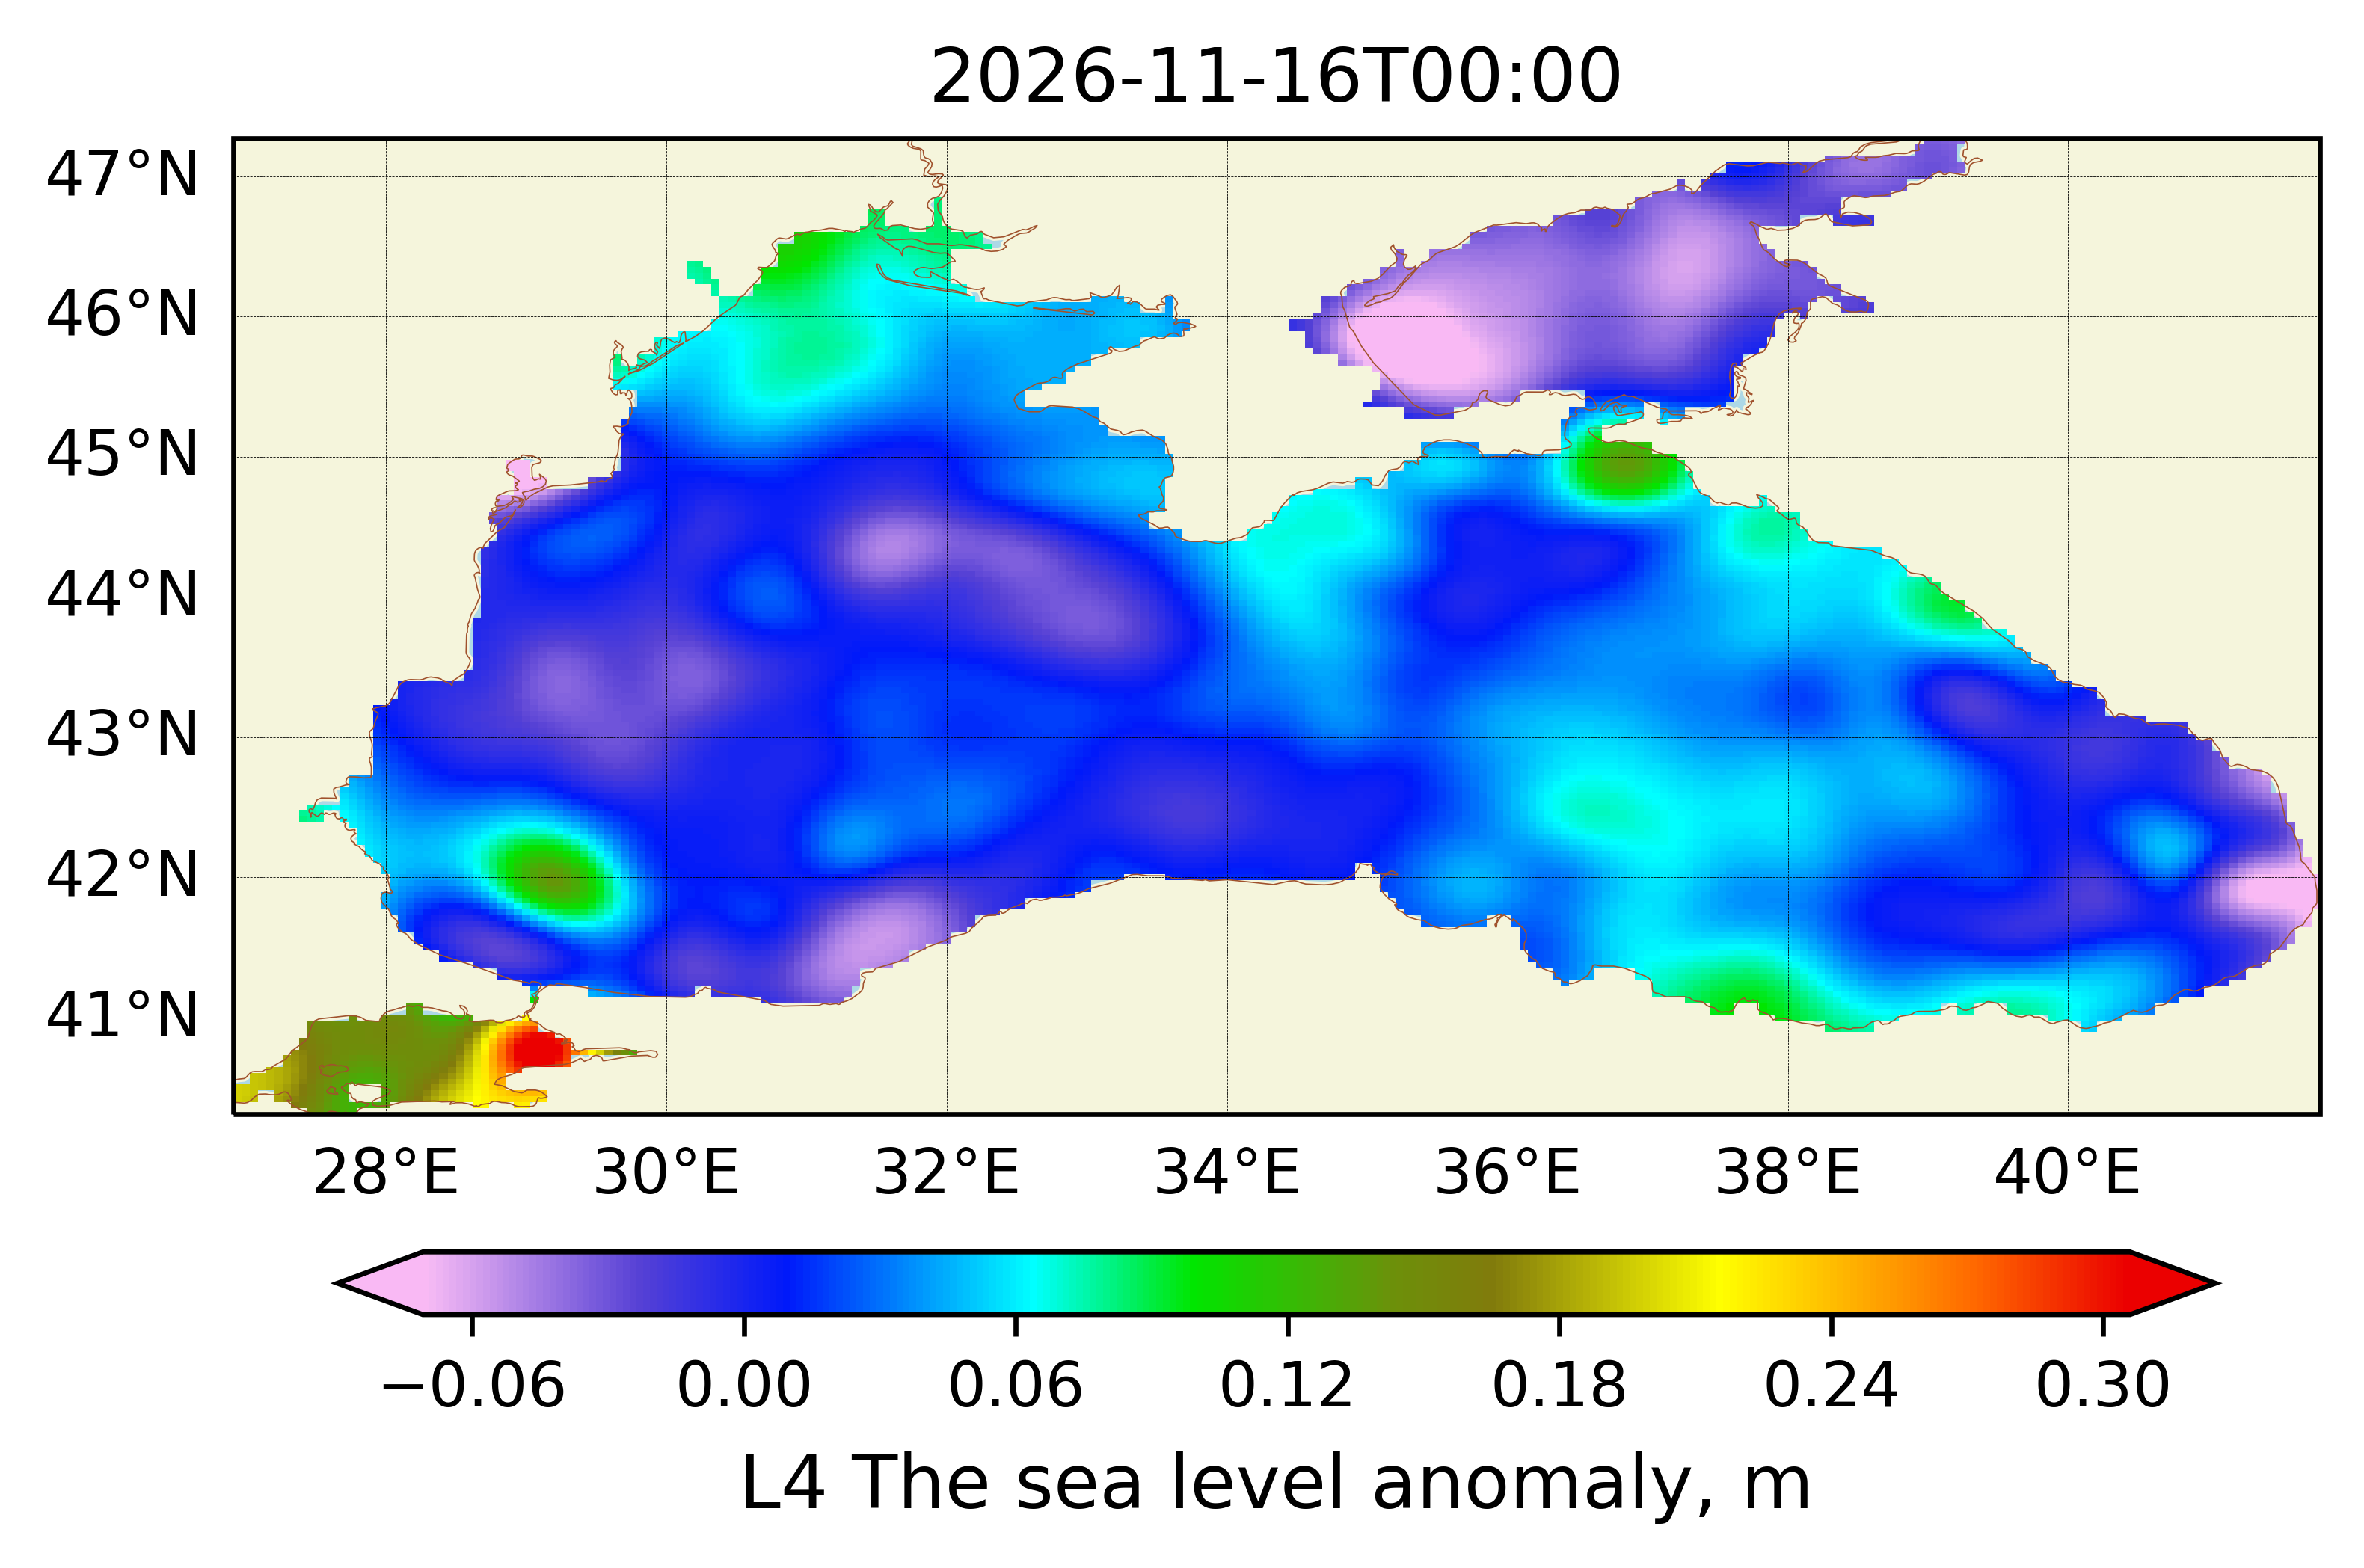 2026-11-16T00:00
47°N
46°N
45°N
44°N
43°N
42°N
41°N
28°E 30°E 32°E 34°E 36°E 38°E 40°E
−0.06 0.00 0.06 0.12 0.18 0.24 0.30
L4 The sea level anomaly, m